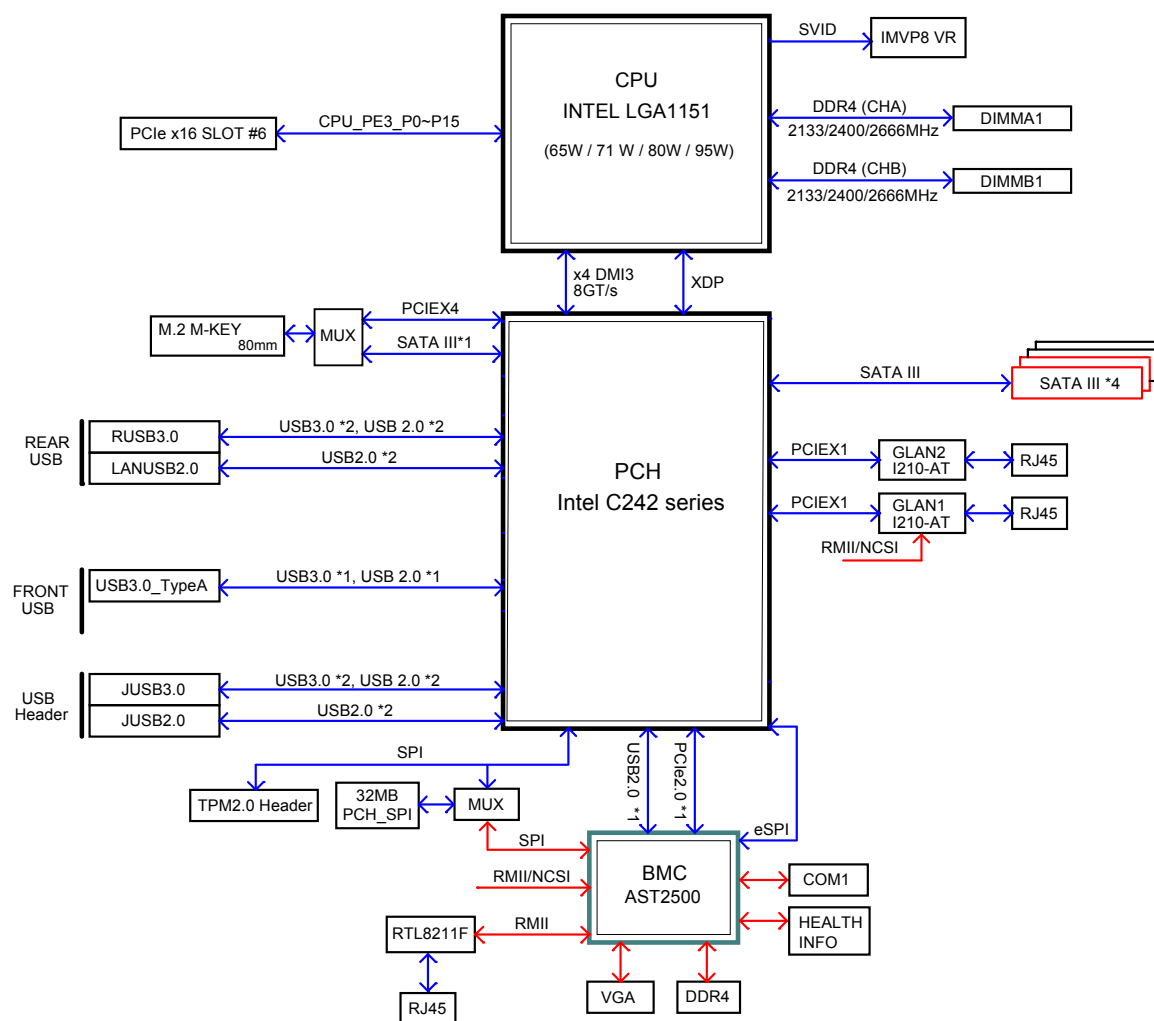 SVID
IMVP8 VR
CPU
INTEL LGA1151
(65W / 71 W / 80W / 95W)
PCIe x16 SLOT #6
CPU_PE3_P0~P15
DDR4 (CHA)
2133/2400/2666MHz
DIMMA1
DDR4 (CHB)
2133/2400/2666MHz
DIMMB1
x4 DMI3
8GT/s
XDP
M.2 M-KEY
80mm
MUX
PCIEX4
SATA III*1
SATA III
SATA III *4
REAR
USB
RUSB3.0
USB3.0 *2, USB 2.0 *2
LANUSB2.0
USB2.0 *2
PCH
Intel C242 series
PCIEX1
GLAN2
I210-AT
RJ45
PCIEX1
GLAN1
I210-AT
RJ45
RMII/NCSI
FRONT
USB
USB3.0_TypeA
USB3.0 *1, USB 2.0 *1
USB
Header
JUSB3.0
USB3.0 *2, USB 2.0 *2
JUSB2.0
USB2.0 *2
SPI
TPM2.0 Header
32MB
PCH_SPI
MUX
SPI
USB2.0 *1
PCIe2.0 *1
eSPI
BMC
AST2500
RMII/NCSI
COM1
HEALTH
INFO
RTL8211F
RMII
RJ45
VGA
DDR4